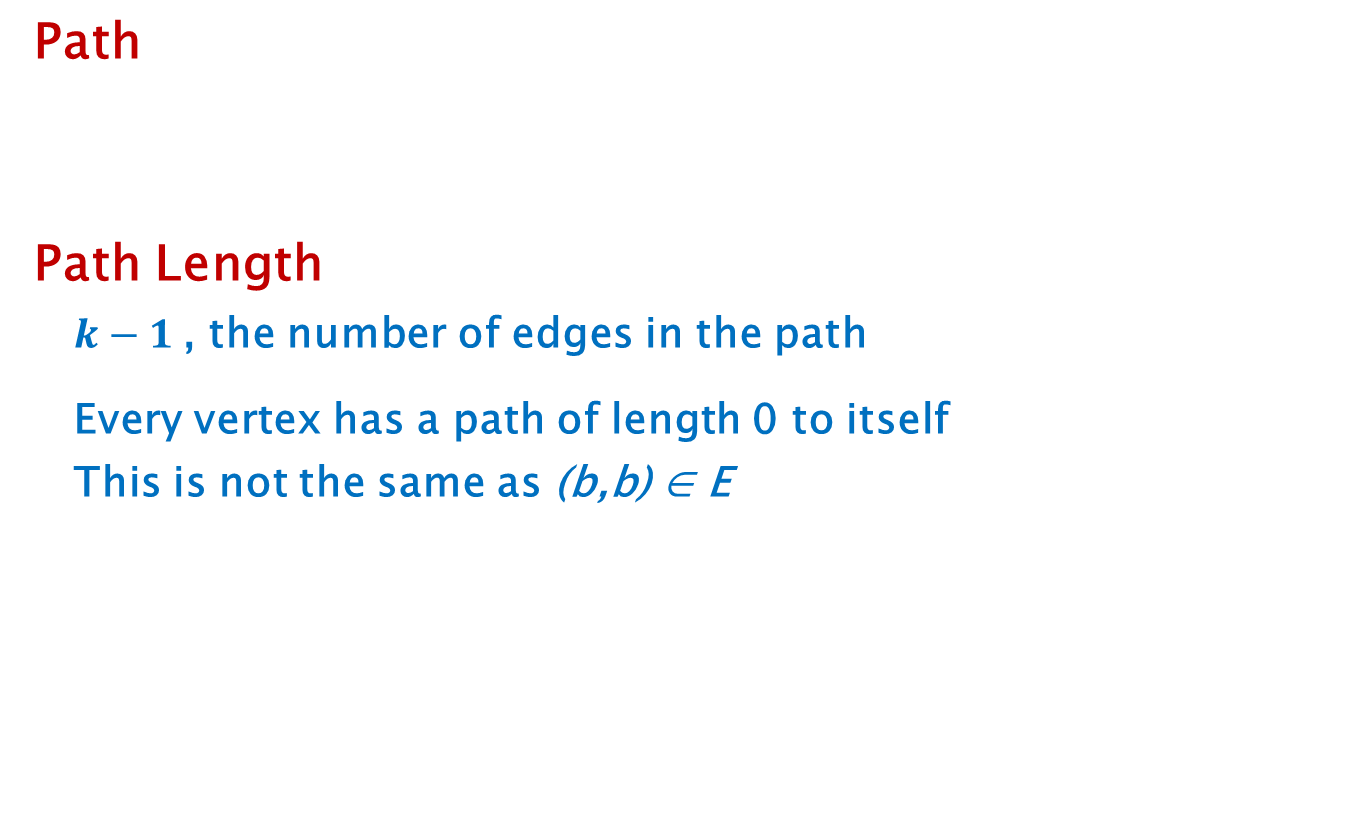 Path
Path Length
k − 1 , the number of edges in the path
Every vertex has a path of length 0 to itself
This is not the same as (b,b) ∈ E